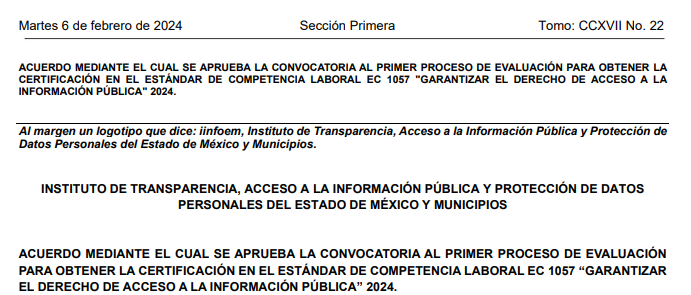 Martes 6 de febrero de 2024 Sección Primera Tomo: CCXVII No. 22
ACUERDO MEDIANTE EL CUAL SE APRUEBA LA CONVOCATORIA AL PRIMER PROCESO DE EVALUACIÓN PARA OBTENER LA
CERTIFICACIÓN EN EL ESTÁNDAR DE COMPETENCIA LABORAL EC 1057 "GARANTIZAR EL DERECHO DE ACCESO A LA
INFORMACIÓN PÚBLICA" 2024.
Al margen un logotipo que dice: iinfoem, Instituto de Transparencia, Acceso a la Información Pública y Protección de
Datos Personales del Estado de México y Municipios.
INSTITUTO DE TRANSPARENCIA, ACCESO A LA INFORMACIÓN PÚBLICA Y PROTECCIÓN DE DATOS
PERSONALES DEL ESTADO DE MÉXICO Y MUNICIPIOS
ACUERDO MEDIANTE EL CUAL SE APRUEBA LA CONVOCATORIA AL PRIMER PROCESO DE EVALUACIÓN
PARA OBTENER LA CERTIFICACIÓN EN EL ESTÁNDAR DE COMPETENCIA LABORAL EC 1057 “GARANTIZAR
EL DERECHO DE ACCESO A LA INFORMACIÓN PÚBLICA” 2024.